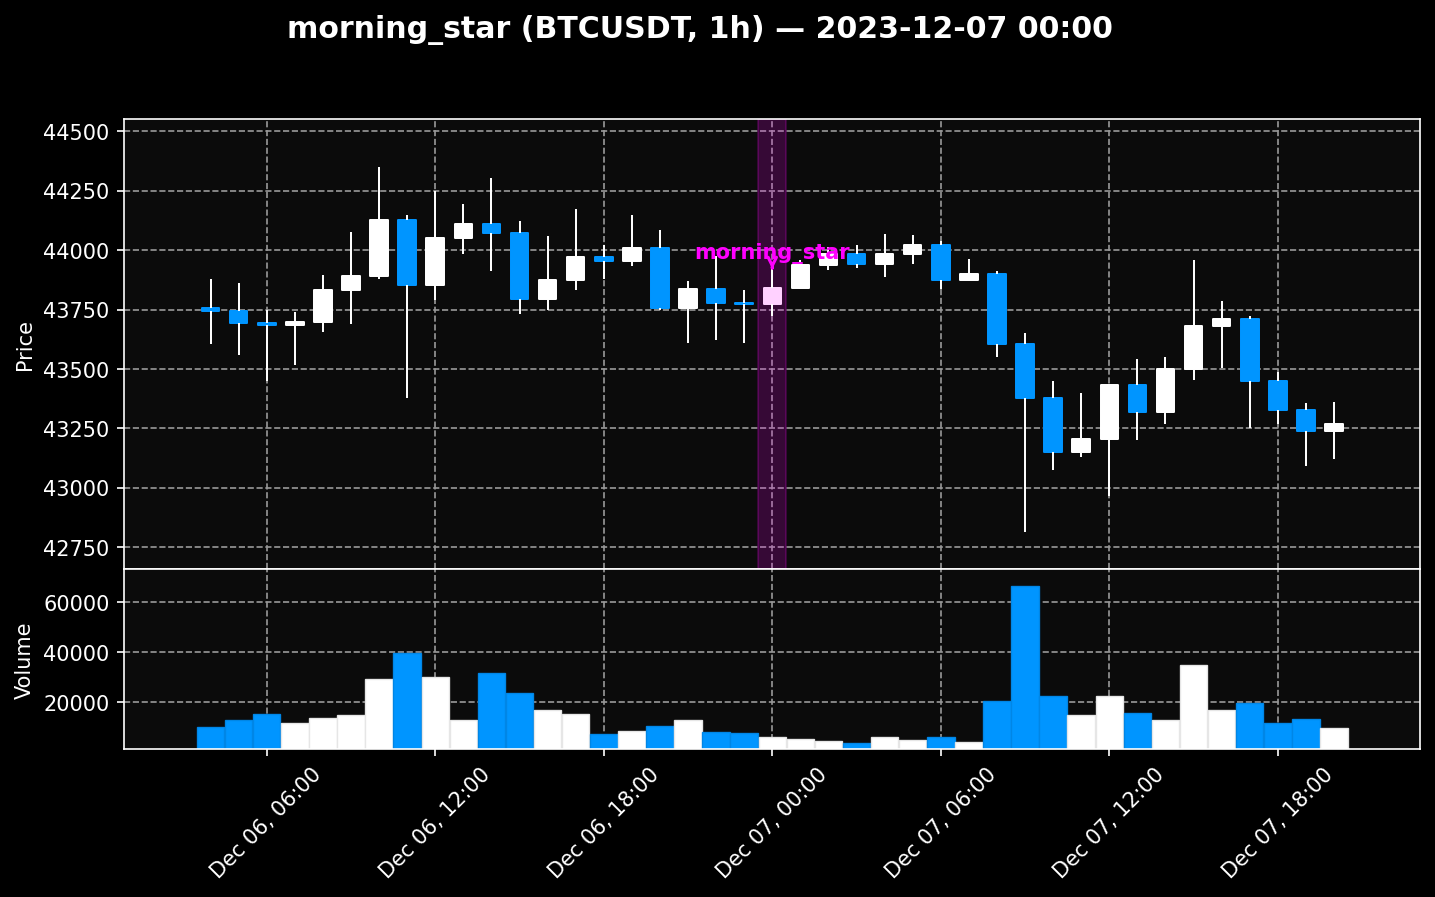 morning_star (BTCUSDT, 1h) — 2023-12-07 00:00
44500
44250
44000
43750
43500
43250
43000
42750
Price
morning_star
60000
40000
20000
Volume
Dec 06, 06:00
Dec 06, 12:00
Dec 06, 18:00
Dec 07, 00:00
Dec 07, 06:00
Dec 07, 12:00
Dec 07, 18:00